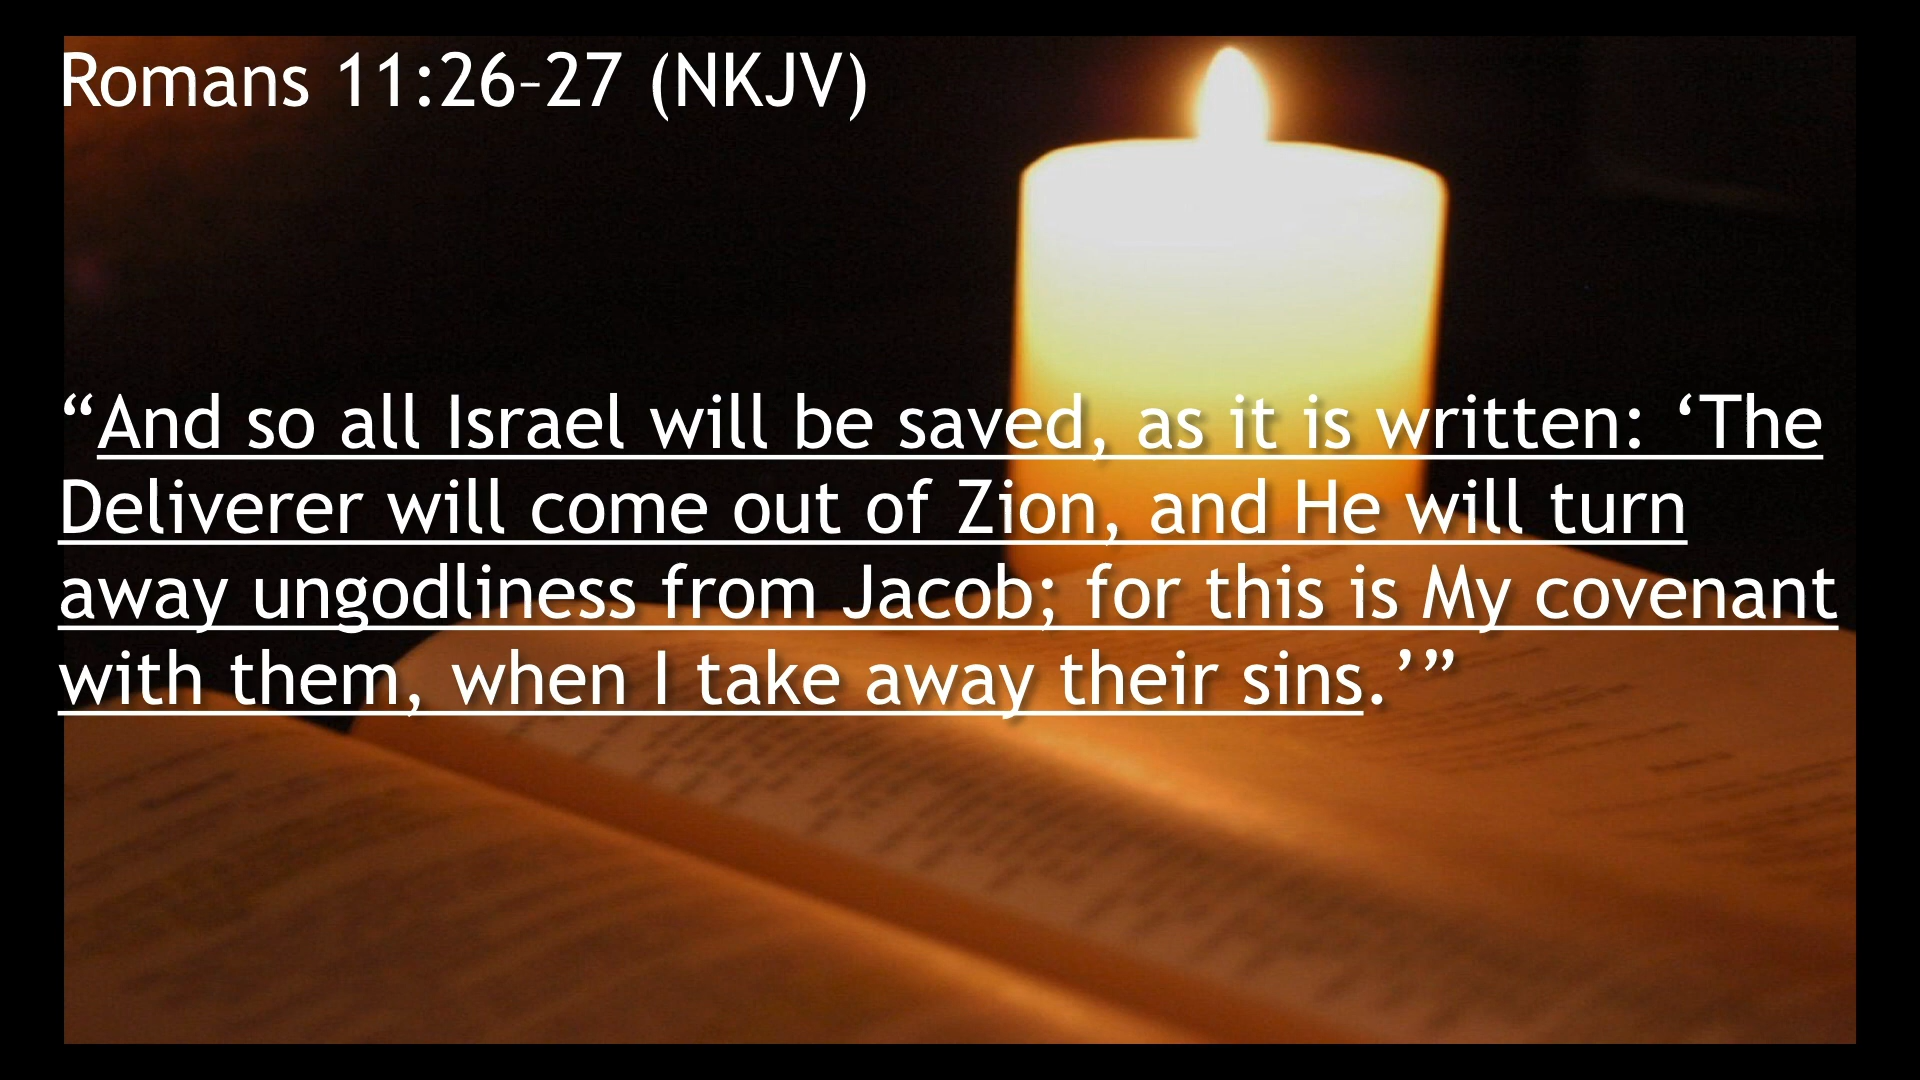 Romans 11:26–27 (NKJV)
“And so all Israel will be saved, as it is written: ‘The
Deliverer will come out of Zion, and He will turn
away ungodliness from Jacob; for this is My covenant
with them, when I take away their sins.’”